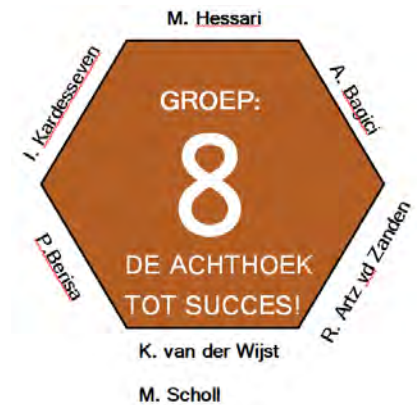 M. Hessari
I. Kardesseven
A. Bagici
GROEP:
8
DE ACHTHOEK
TOT SUCCES!
P.Berisa
R. Artz vd Zanden
K. van der Wijst
M. Scholl